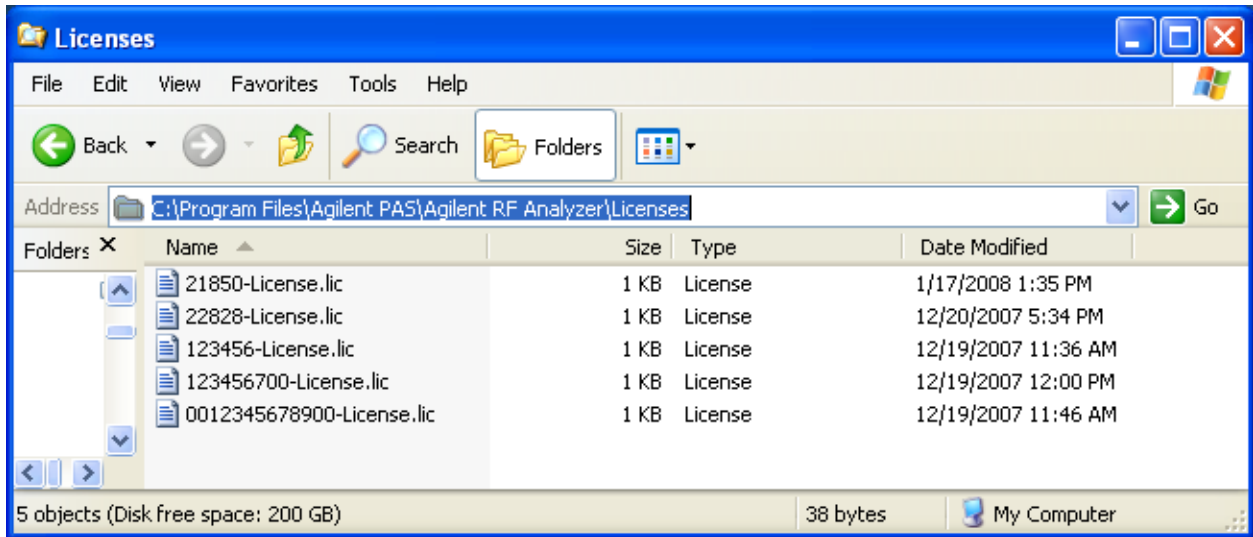 Licenses
File Edit View Favorites Tools Help
Back Search Folders
Address C:\Program Files\Agilent PAS\Agilent RF Analyzer\Licenses Go
Folders Name Size Type Date Modified
21850-License.lic 1 KB License 1/17/2008 1:35 PM
22828-License.lic 1 KB License 12/20/2007 5:34 PM
123456-License.lic 1 KB License 12/19/2007 11:36 AM
123456700-License.lic 1 KB License 12/19/2007 12:00 PM
0012345678900-License.lic 1 KB License 12/19/2007 11:46 AM
5 objects (Disk free space: 200 GB) 38 bytes My Computer